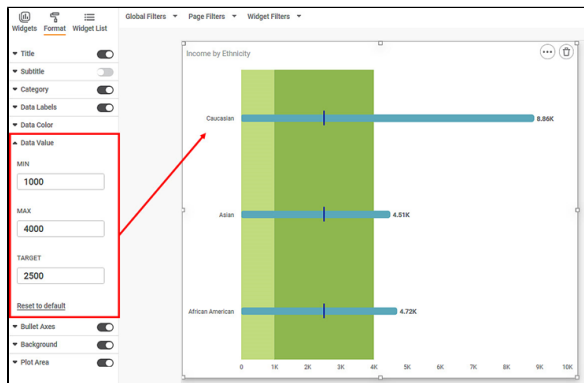 Widgets Format Widget List
Global Filters Page Filters Widget Filters
Title
Subtitle
Category
Data Labels
Data Color
Data Value
MIN
1000
MAX
4000
TARGET
2500
Reset to default
Bullet Axes
Background
Plot Area
Income by Ethnicity
Caucasian
8.86K
Asian
4.51K
African American
4.72K
0 1K 2K 3K 4K 5K 6K 7K 8K 9K 10K